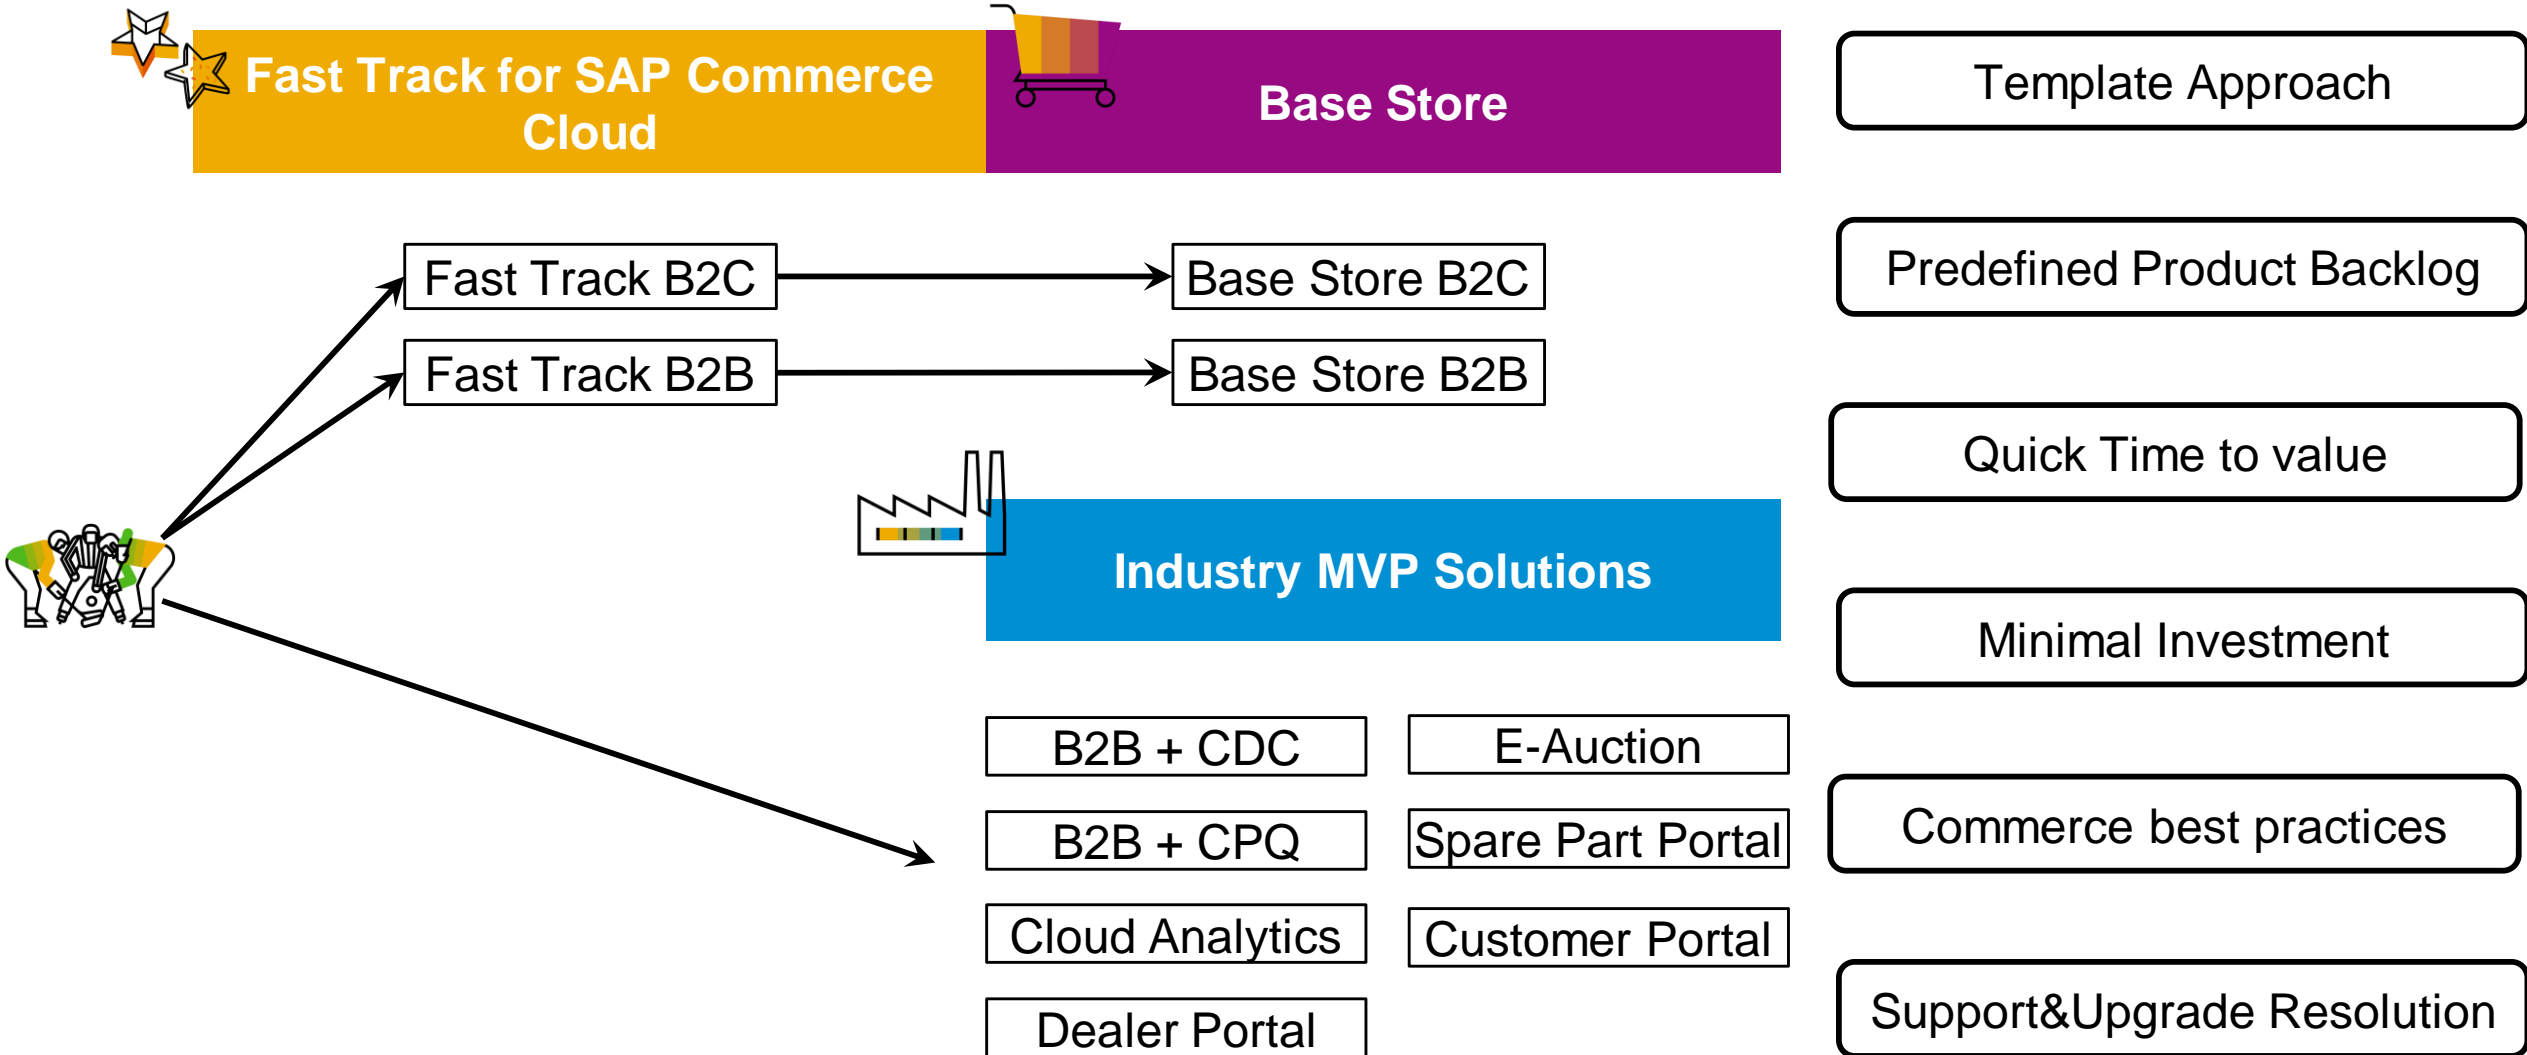 Fast Track for SAP Commerce
Cloud
Base Store
Fast Track B2C
Base Store B2C
Fast Track B2B
Base Store B2B
Industry MVP Solutions
B2B + CDC
E-Auction
B2B + CPQ
Spare Part Portal
Cloud Analytics
Customer Portal
Dealer Portal
Template Approach
Predefined Product Backlog
Quick Time to value
Minimal Investment
Commerce best practices
Support&Upgrade Resolution